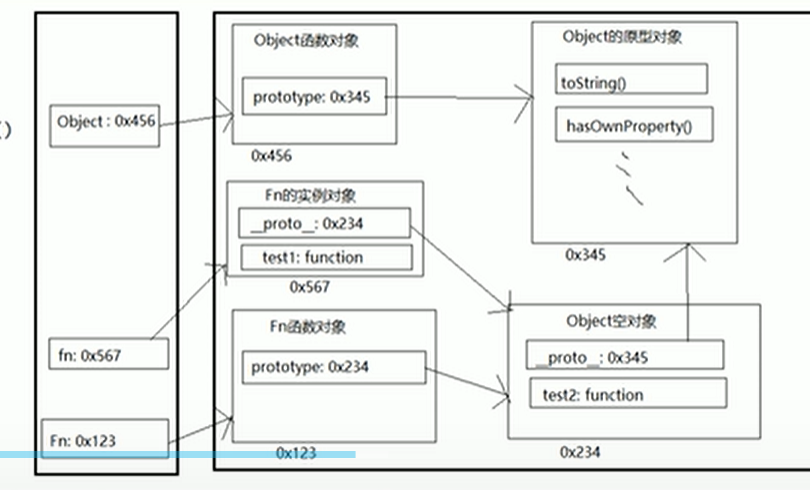 ()
Object : 0x456
fn: 0x567
Fn: 0x123
Object函数对象
prototype: 0x345
0x456
Fn的实例对象
__proto__: 0x234
test1: function
0x567
Fn函数对象
prototype: 0x234
0x123
Object的原型对象
toString()
hasOwnProperty()
0x345
Object空对象
__proto__: 0x345
test2: function
0x234